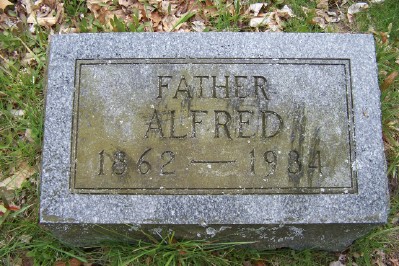 FATHER
ALFRED
1862 — 1934